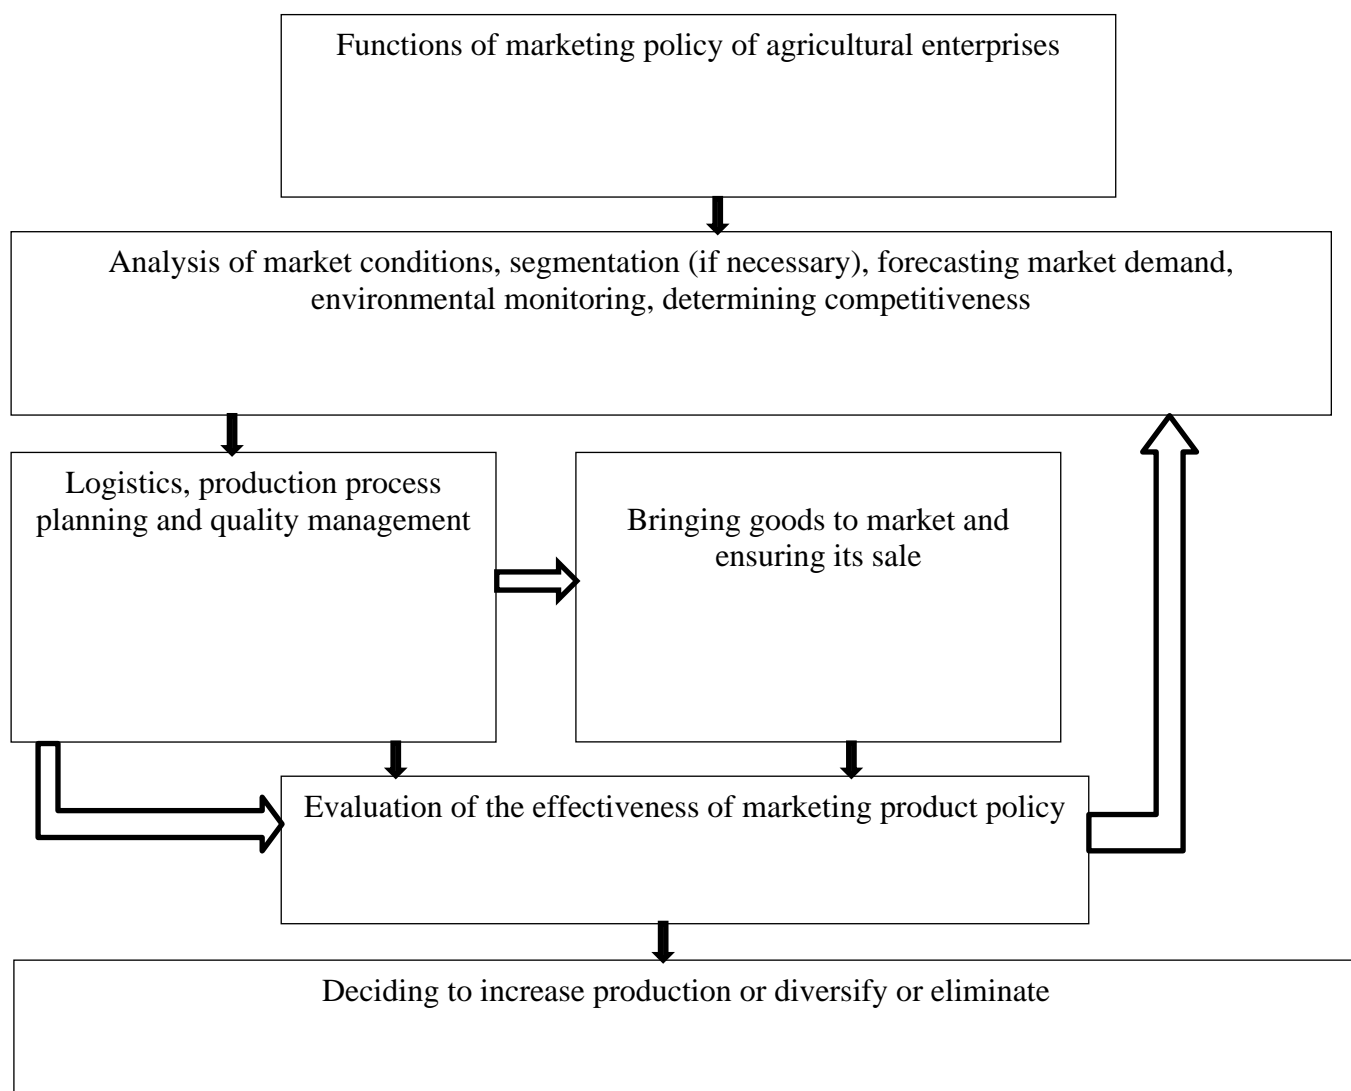 Functions of marketing policy of agricultural enterprises
Analysis of market conditions, segmentation (if necessary), forecasting market demand,
environmental monitoring, determining competitiveness
Logistics, production process
planning and quality management
Bringing goods to market and
ensuring its sale
Evaluation of the effectiveness of marketing product policy
Deciding to increase production or diversify or eliminate